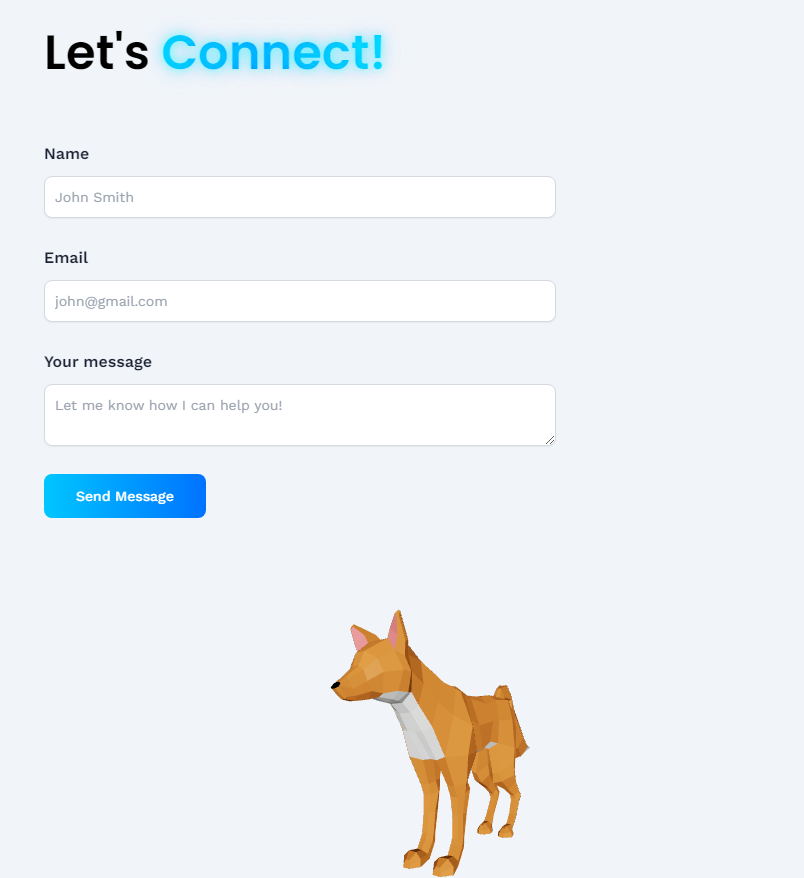 Let's Connect!
Name
John Smith
Email
john@gmail.com
Your message
Let me know how I can help you!
Send Message